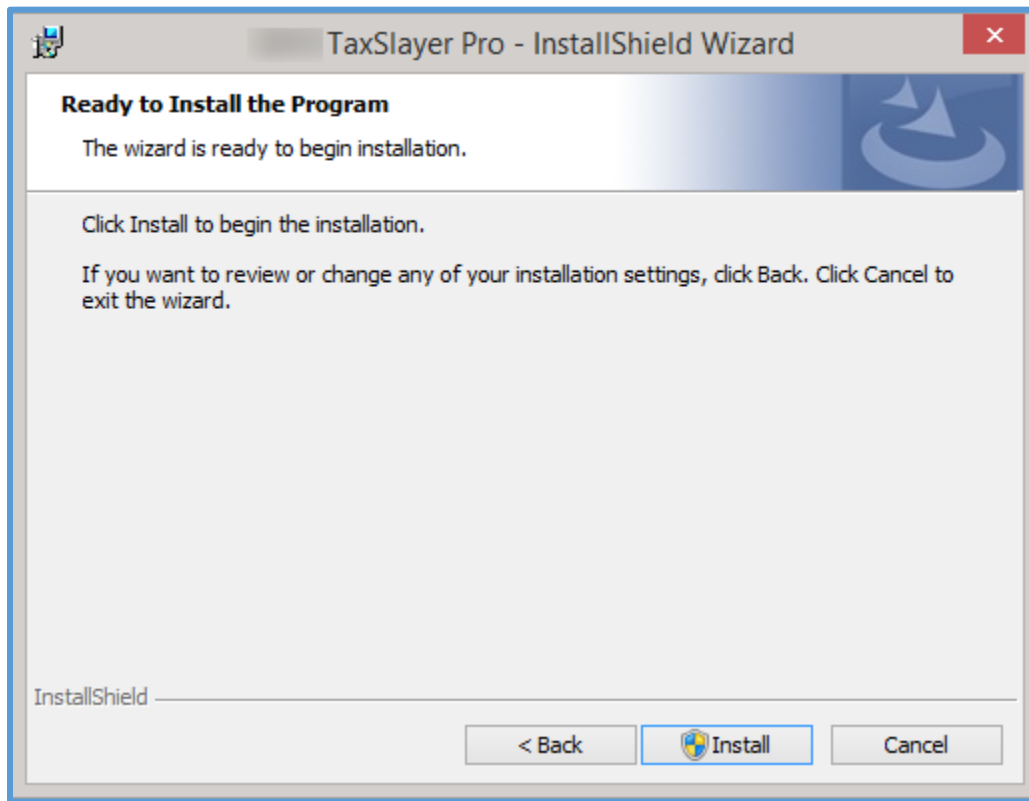 TaxSlayer Pro - InstallShield Wizard
Ready to Install the Program
The wizard is ready to begin installation.
Click Install to begin the installation.
If you want to review or change any of your installation settings, click Back. Click Cancel to
exit the wizard.
InstallShield
< Back
Install
Cancel